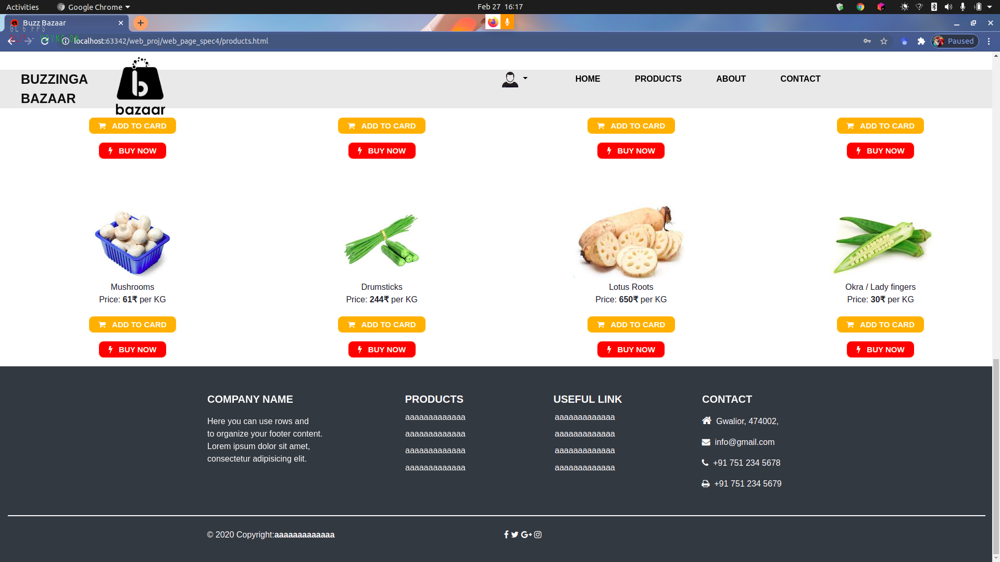 Activities Google Chrome Feb 27 16:17
Buzz Bazaar
GL 6 FPS
localhost:63342/web_proj/web_page_spec4/products.html Paused
BUZZINGA
BAZAAR
b
bazaar
HOME PRODUCTS ABOUT CONTACT
ADD TO CARD ADD TO CARD ADD TO CARD ADD TO CARD
BUY NOW BUY NOW BUY NOW BUY NOW
Mushrooms Drumsticks Lotus Roots Okra / Lady fingers
Price: 61₹ per KG Price: 244₹ per KG Price: 650₹ per KG Price: 30₹ per KG
ADD TO CARD ADD TO CARD ADD TO CARD ADD TO CARD
BUY NOW BUY NOW BUY NOW BUY NOW
COMPANY NAME
Here you can use rows and
to organize your footer content.
Lorem ipsum dolor sit amet,
consectetur adipisicing elit.
PRODUCTS
aaaaaaaaaaaaa
aaaaaaaaaaaaa
aaaaaaaaaaaaa
aaaaaaaaaaaaa
USEFUL LINK
aaaaaaaaaaaaa
aaaaaaaaaaaaa
aaaaaaaaaaaaa
aaaaaaaaaaaaa
CONTACT
Gwalior, 474002,
info@gmail.com
+91 751 234 5678
+91 751 234 5679
© 2020 Copyright:aaaaaaaaaaaaa